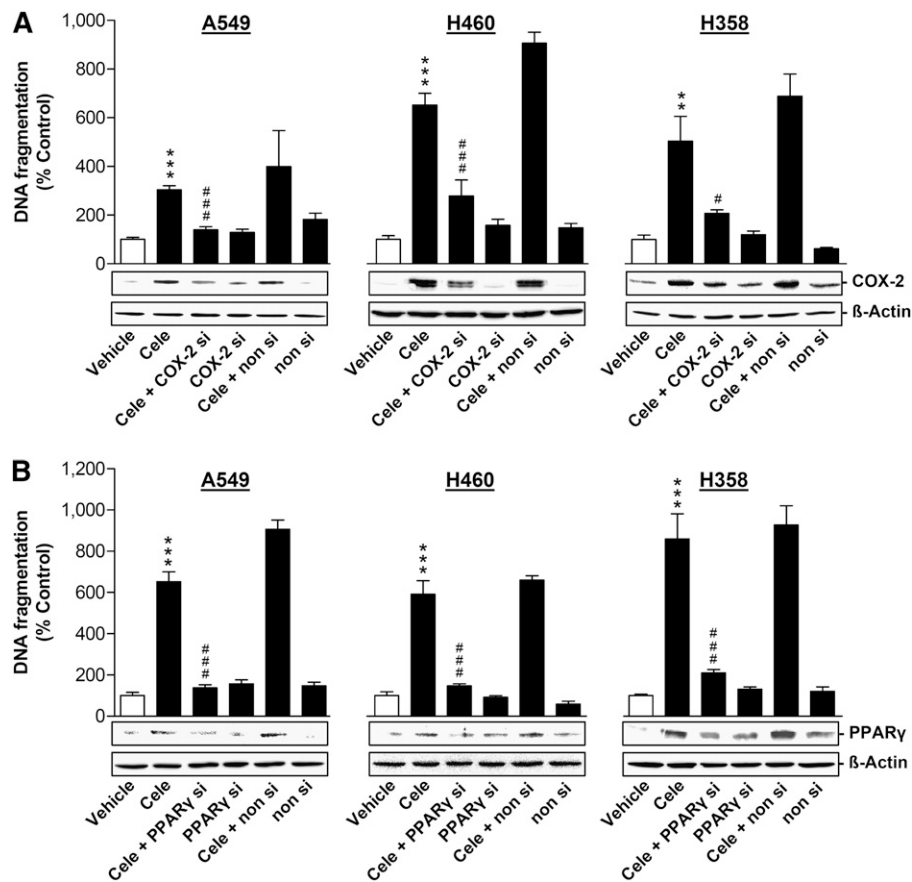 A
A549
H460
H358
DNA fragmentation
(% Control)
1,000
800
600
400
200
0
***
###
***
###
**
#
COX-2
ß-Actin
Vehicle
Cele
Cele + COX-2 si
COX-2 si
Cele + non si
non si
Vehicle
Cele
Cele + COX-2 si
COX-2 si
Cele + non si
non si
Vehicle
Cele
Cele + COX-2 si
COX-2 si
Cele + non si
non si
B
A549
H460
H358
DNA fragmentation
(% Control)
1,200
1,000
800
600
400
200
0
***
###
***
###
***
###
PPARγ
ß-Actin
Vehicle
Cele
Cele + PPARγ si
PPARγ si
Cele + non si
non si
Vehicle
Cele
Cele + PPARγ si
PPARγ si
Cele + non si
non si
Vehicle
Cele
Cele + PPARγ si
PPARγ si
Cele + non si
non si